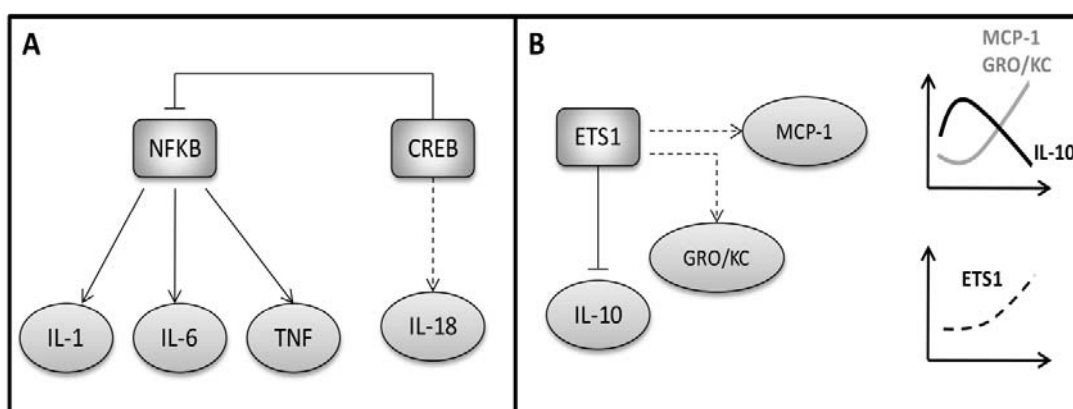 A
NFKB
CREB
IL-1
IL-6
TNF
IL-18
B
ETS1
MCP-1
GRO/KC
IL-10
MCP-1
GRO/KC
IL-10
ETS1